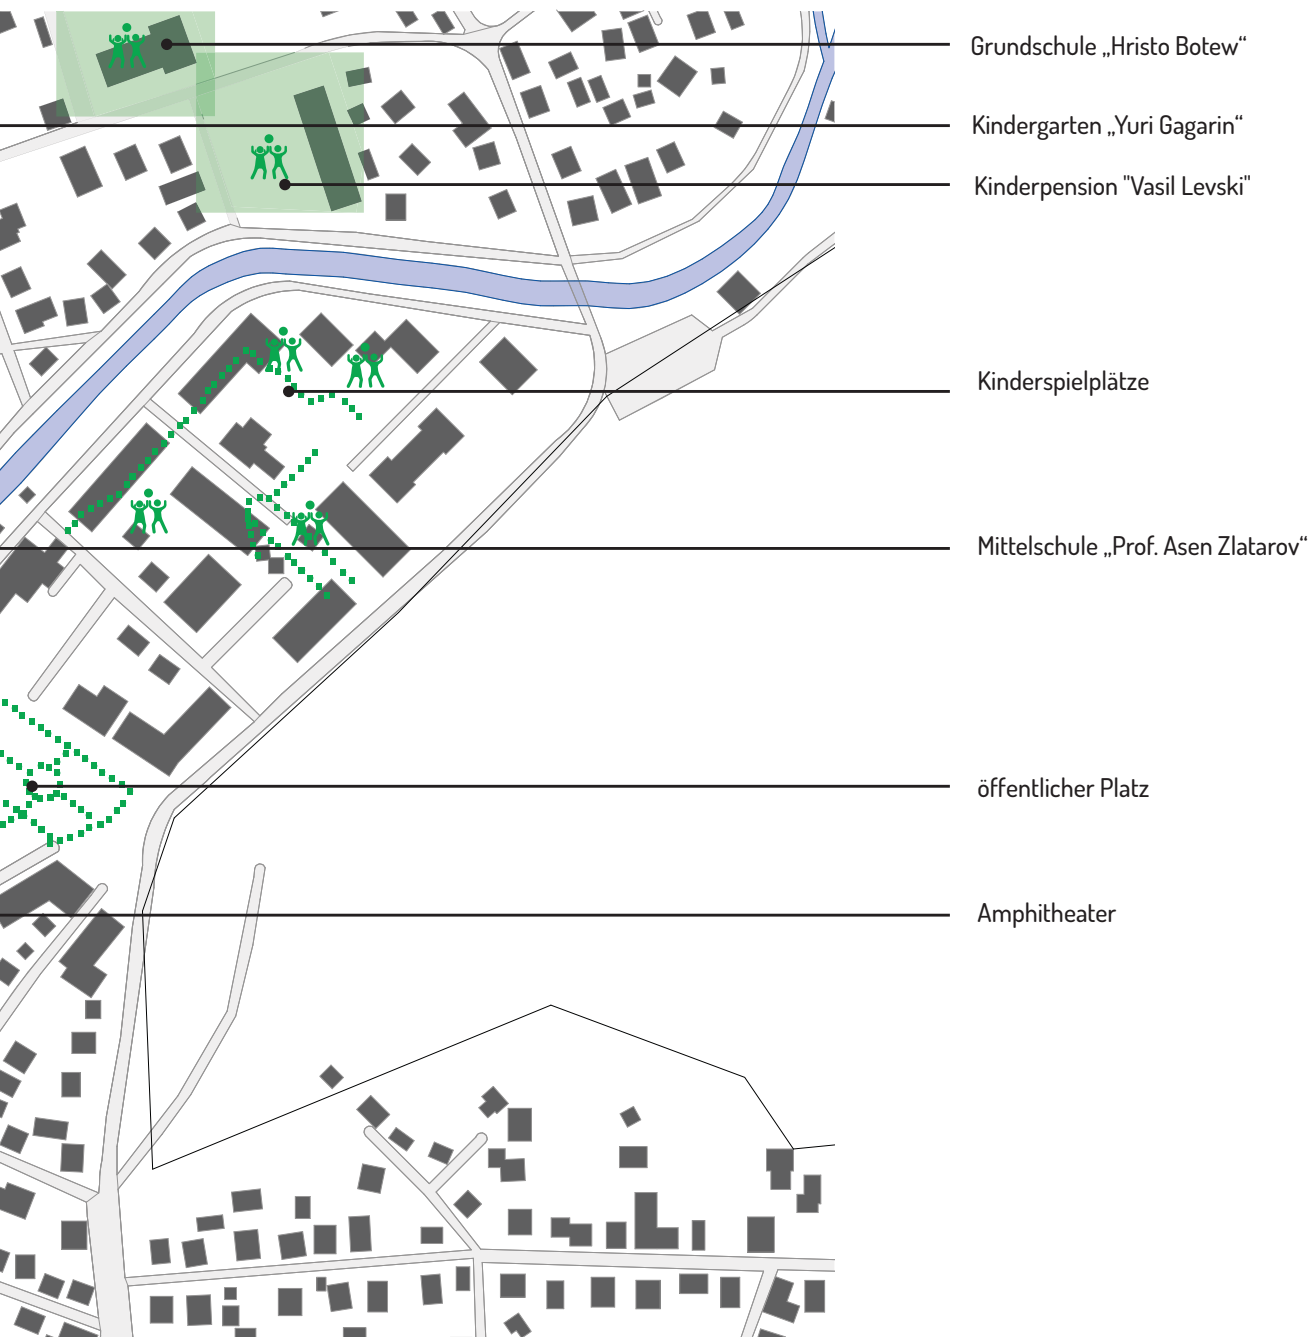 Grundschule „Hristo Botew“
Kindergarten „Yuri Gagarin“
Kinderpension "Vasil Levski"
Kinderspielplätze
Mittelschule „Prof. Asen Zlatarov“
öffentlicher Platz
Amphitheater